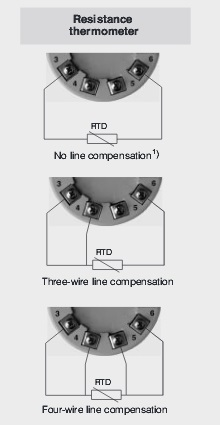 Resistance
thermometer
3 4 5 6
RTD
No line compensation¹)
3 4 5 6
RTD
Three-wire line compensation
3 4 5 6
RTD
Four-wire line compensation